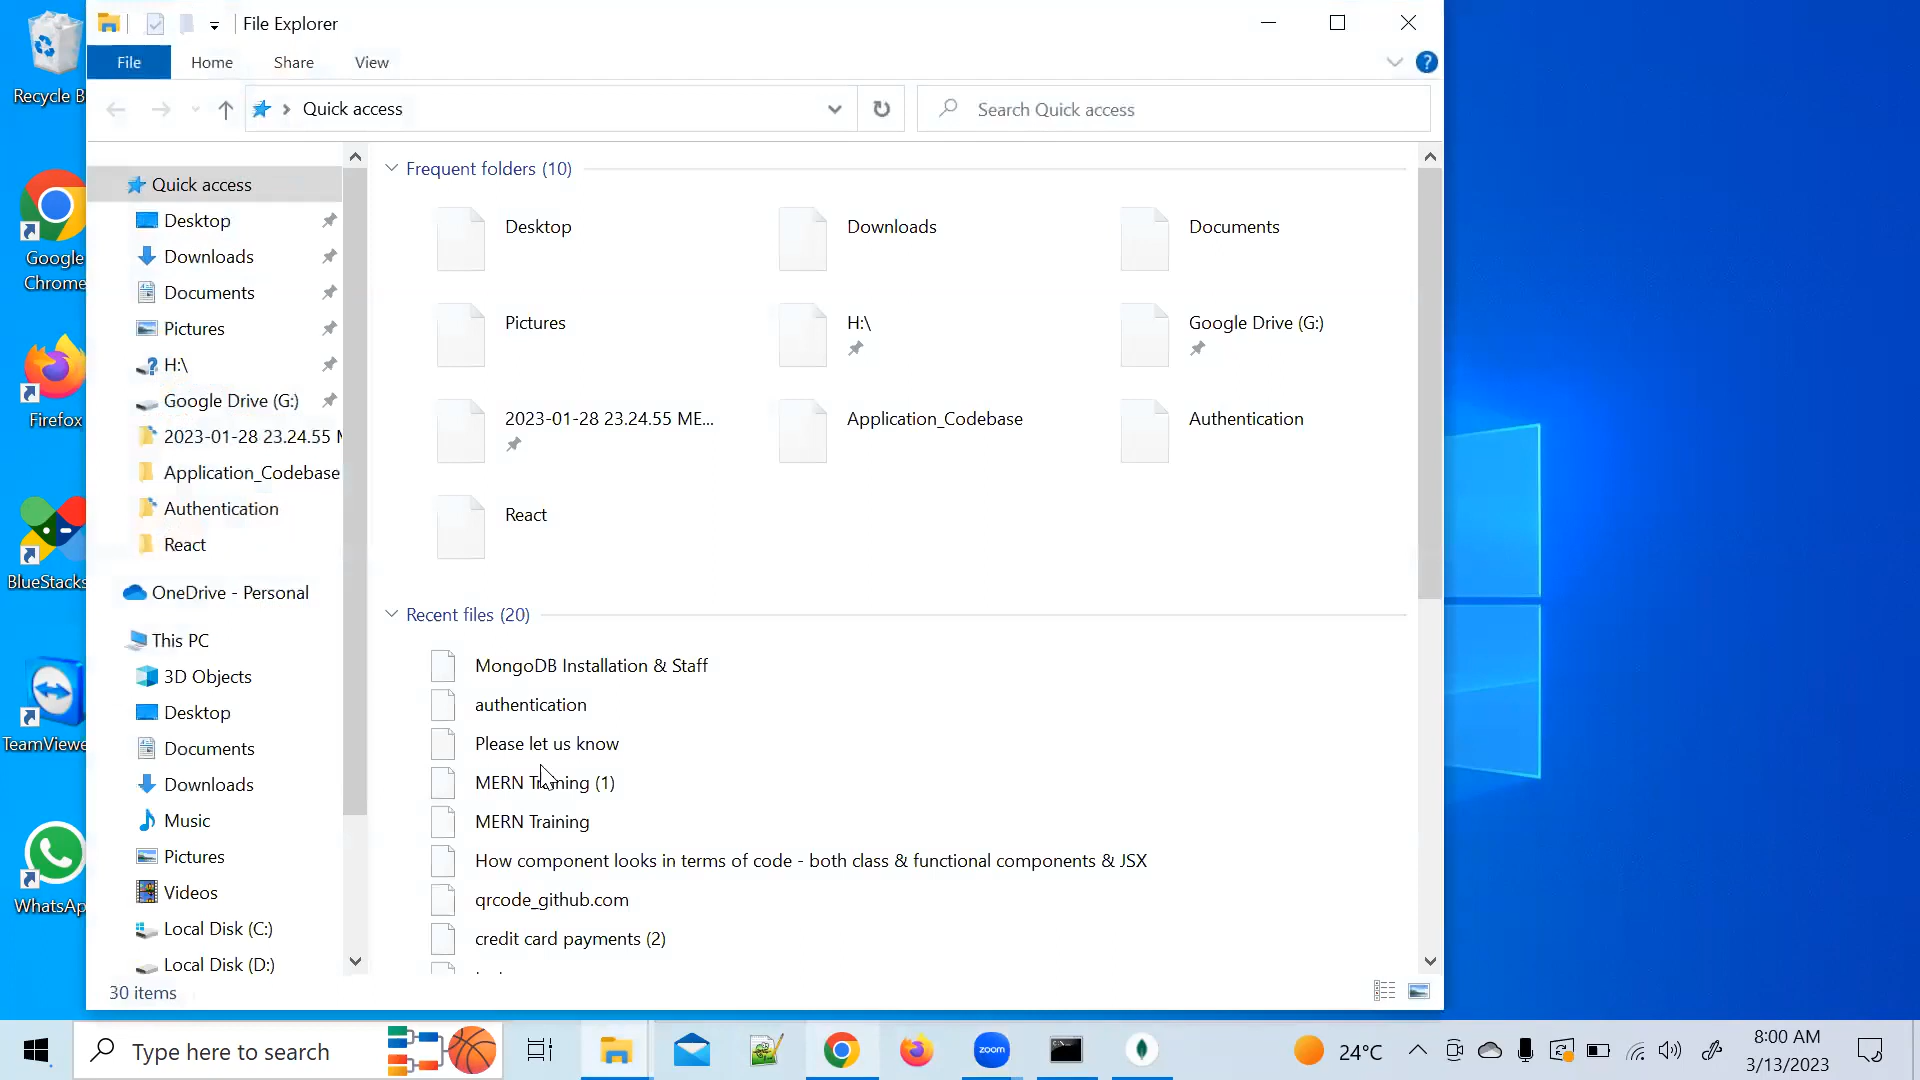 Recycle B
Google
Chrome
Firefox
BlueStacks
TeamViewe
WhatsAp
File Explorer
File
Home
Share
View
?
Quick access
Search Quick access
Quick access
Desktop
Downloads
Documents
Pictures
H:\
Google Drive (G:)
2023-01-28 23.24.55 M
Application_Codebase
Authentication
React
OneDrive - Personal
This PC
3D Objects
Desktop
Documents
Downloads
Music
Pictures
Videos
Local Disk (C:)
Local Disk (D:)
Frequent folders (10)
Desktop
Downloads
Documents
Pictures
H:\
Google Drive (G:)
2023-01-28 23.24.55 ME...
Application_Codebase
Authentication
React
Recent files (20)
MongoDB Installation & Staff
authentication
Please let us know
MERN Training (1)
MERN Training
How component looks in terms of code - both class & functional components & JSX
qrcode_github.com
credit card payments (2)
30 items
Type here to search
zoom
24°C
8:00 AM
3/13/2023